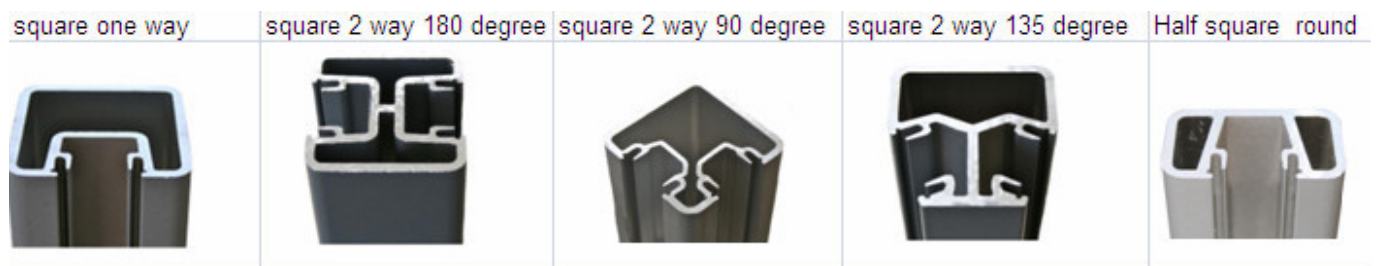 square one way
square 2 way 180 degree
square 2 way 90 degree
square 2 way 135 degree
Half square round